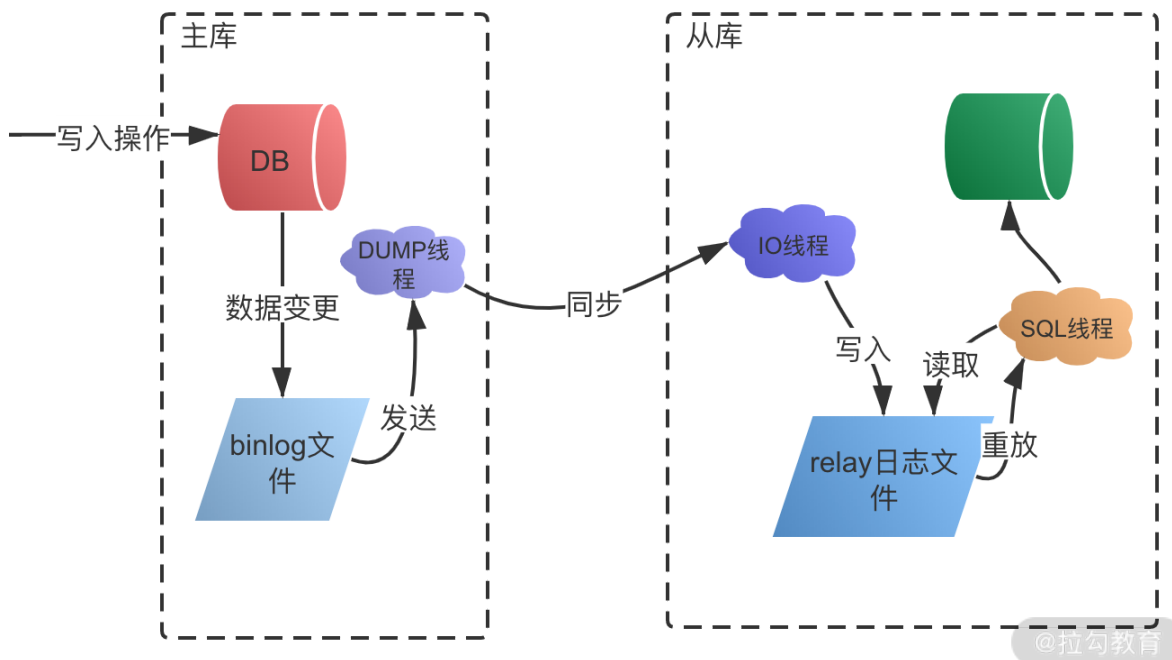 主库
从库
写入操作
DB
DUMP线
程
IO线程
数据变更
同步
SQL线程
写入
读取
发送
binlog文
件
重放
relay日志文
件
@拉勾教育